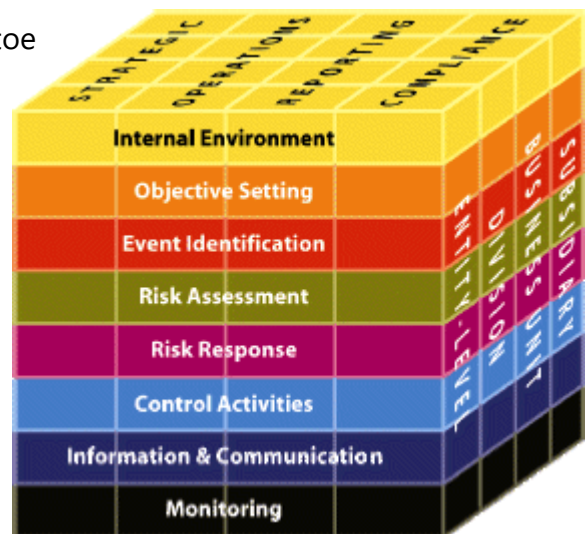 toe
STRATEGIC
OPERATIONS
REPORTING
COMPLIANCE
Internal Environment
Objective Setting
Event Identification
Risk Assessment
Risk Response
Control Activities
Information & Communication
Monitoring
ENTITY-LEVEL
DIVISION
BUSINESS UNIT
SUBSIDIARY